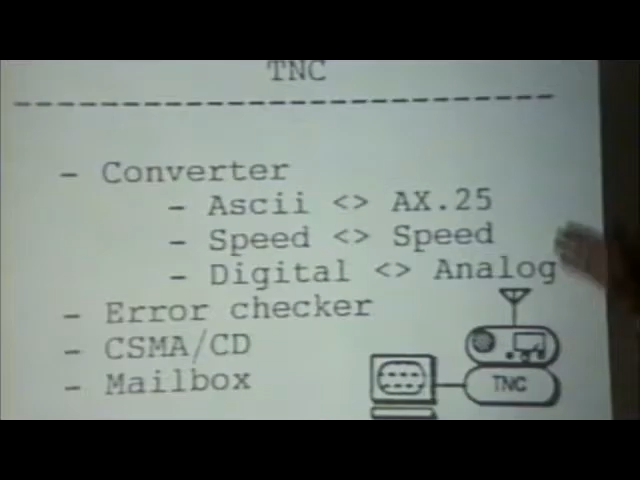 TNC
- Converter
- Ascii <> AX.25
- Speed <> Speed
- Digital <> Analog
- Error checker
- CSMA/CD
- Mailbox
TNC